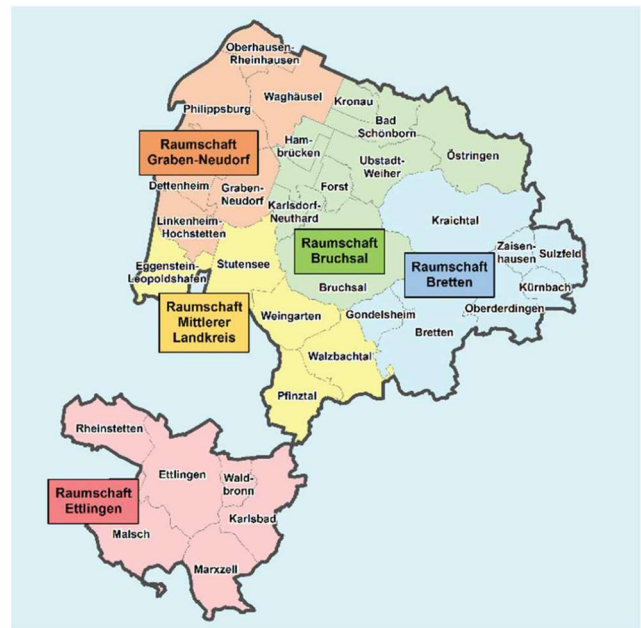 Oberhausen-
Rheinhausen
Waghäusel
Philippsburg
Kronau
Bad
Schönborn
Ham-
brücken
Östringen
Ubstadt-
Weiher
Raumschaft
Graben-Neudorf
Dettenheim
Graben-
Neudorf
Forst
Karlsdorf-
Neuthard
Kraichtal
Linkenheim-
Hochstetten
Raumschaft
Bruchsal
Zaisen-
hausen
Sulzfeld
Eggenstein-
Leopoldshafen
Stutensee
Raumschaft
Bretten
Bruchsal
Kürnbach
Raumschaft
Mittlerer
Landkreis
Weingarten
Gondelsheim
Oberderdingen
Bretten
Walzbachtal
Pfinztal
Rheinstetten
Ettlingen
Wald-
bronn
Raumschaft
Ettlingen
Karlsbad
Malsch
Marxzell